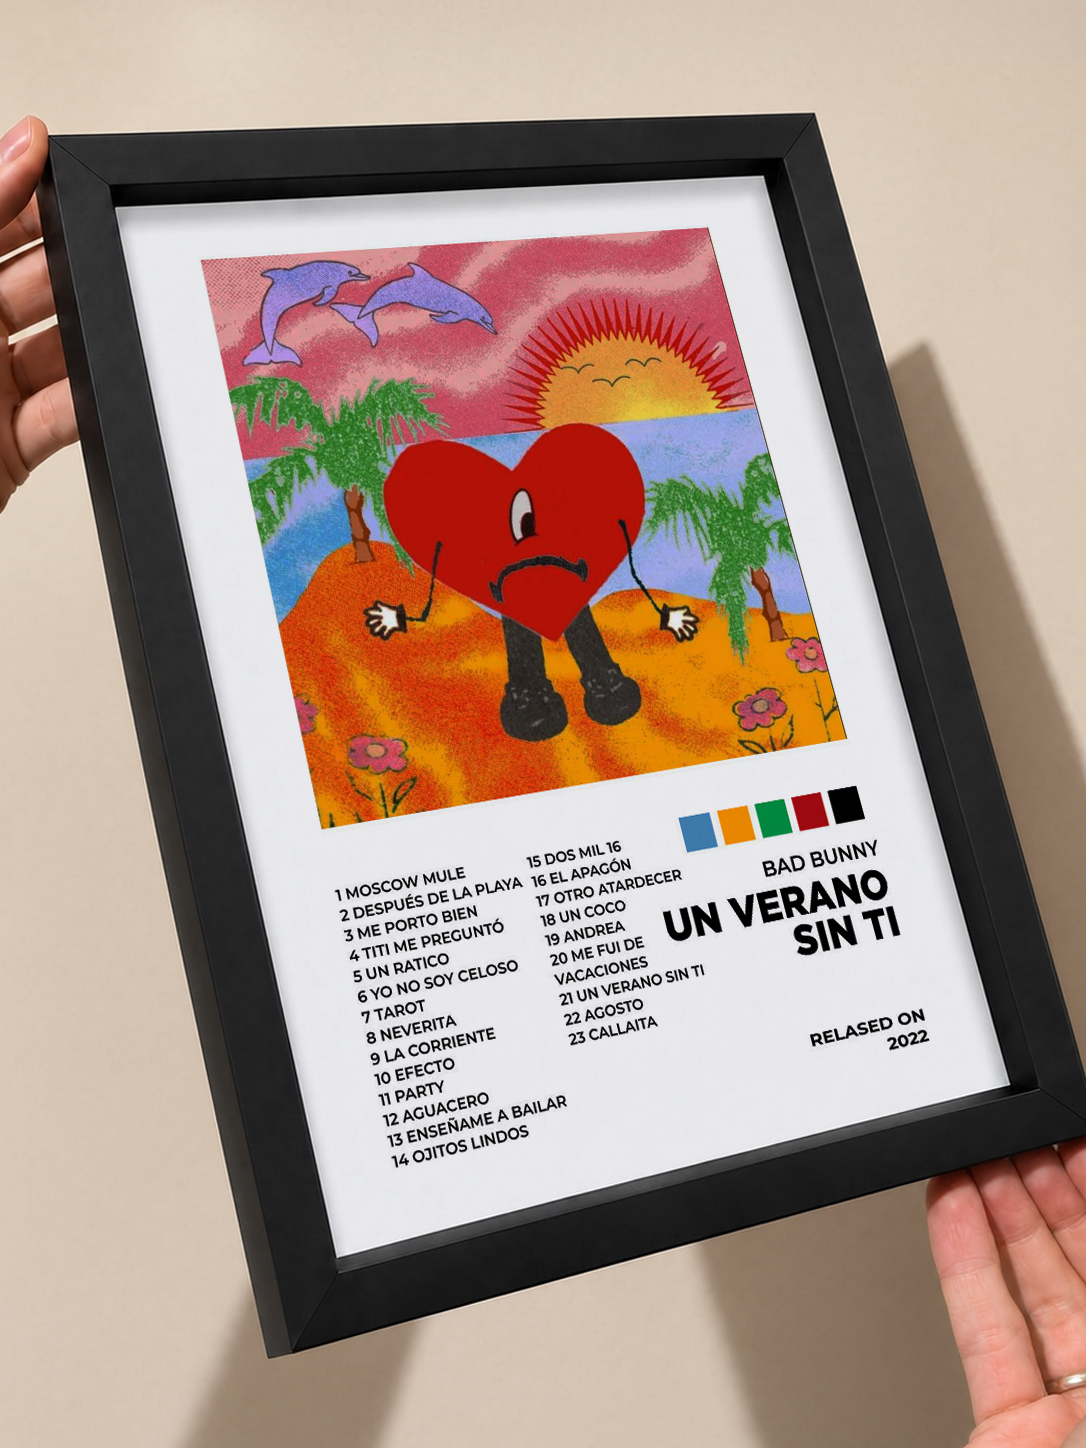 1 MOSCOW MULE
2 DESPUÉS DE LA PLAYA
3 ME PORTO BIEN
4 TITI ME PREGUNTÓ
5 UN RATICO
6 YO NO SOY CELOSO
7 TAROT
8 NEVERITA
9 LA CORRIENTE
10 EFECTO
11 PARTY
12 AGUACERO
13 ENSEÑAME A BAILAR
14 OJITOS LINDOS
15 DOS MIL 16
16 EL APAGÓN
17 OTRO ATARDECER
18 UN COCO
19 ANDREA
20 ME FUI DE
VACACIONES
21 UN VERANO SIN TI
22 AGOSTO
23 CALLAITA
BAD BUNNY
UN VERANO
SIN TI
RELASED ON
2022